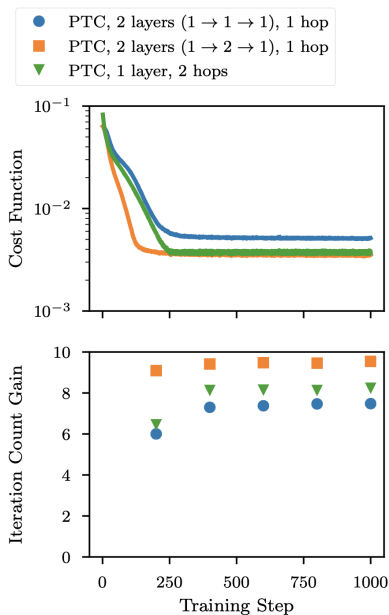 PTC, 2 layers (1 → 1 → 1), 1 hop
PTC, 2 layers (1 → 2 → 1), 1 hop
PTC, 1 layer, 2 hops
10⁻¹
10⁻²
10⁻³
Cost Function
10
8
6
4
2
0
Iteration Count Gain
0 250 500 750 1000
Training Step